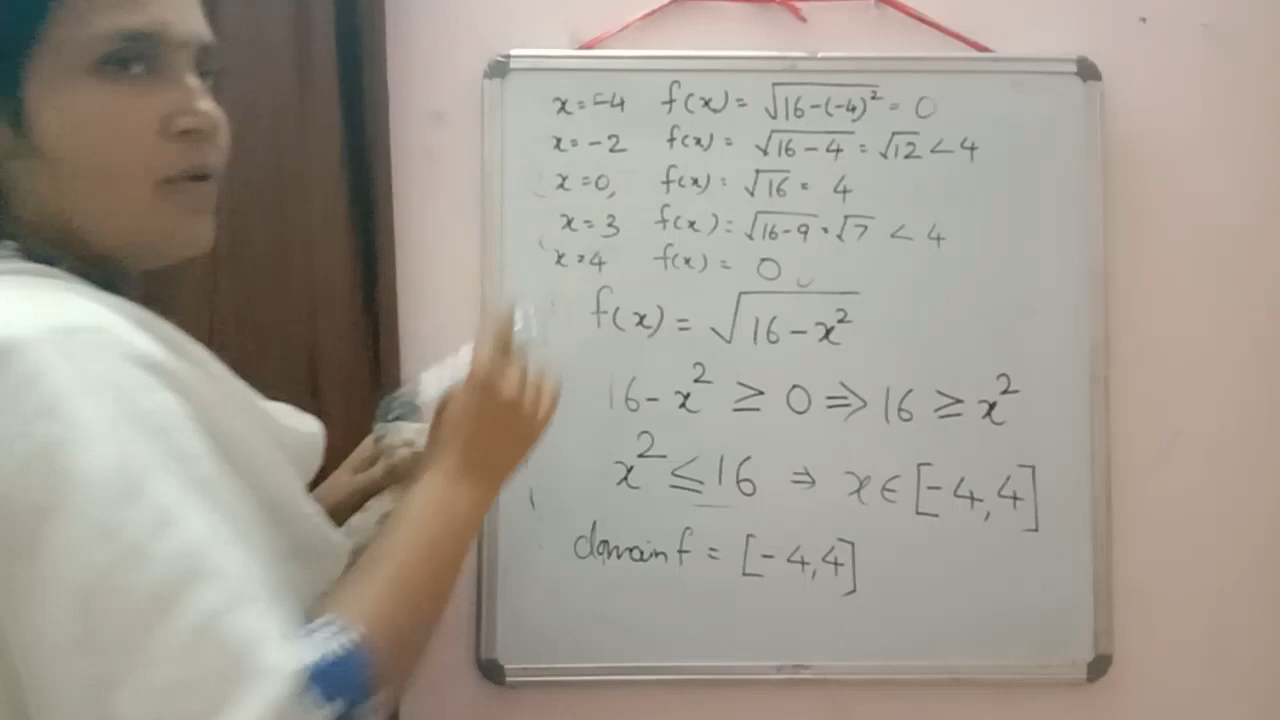 x=-4 f(x) = √16-(-4)² = 0
x=-2 f(x) = √16-4 = √12 < 4
x=0, f(x) = √16 = 4
x=3 f(x) = √16-9 = √7 < 4
x=4 f(x) = 0
f(x) = √16-x²
16-x² ≥ 0 ⇒ 16 ≥ x²
x² ≤ 16 ⇒ x ∈ [-4,4]
domain f = [-4,4]